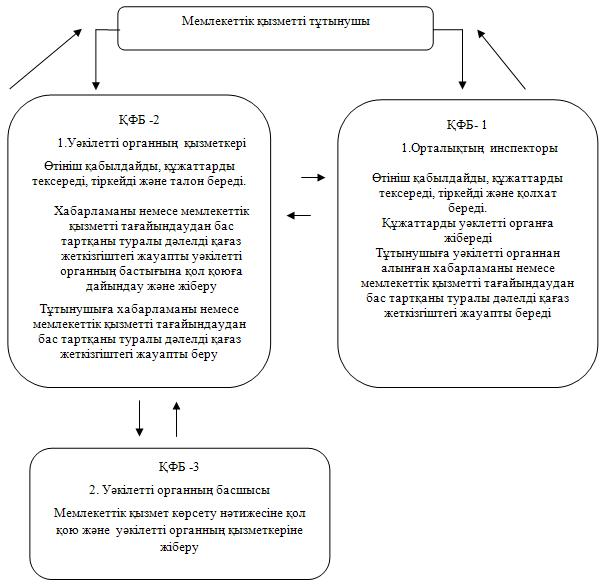 Мемлекеттік қызметті тұтынушы
ҚФБ -2
1.Уәкілетті органның қызметкері
Өтініш қабылдайды, құжаттарды
тексереді, тіркейді және талон береді.
Хабарламаны немесе мемлекеттік
қызметті тағайындаудан бас
тартқаны туралы дәлелді қағаз
жеткізгіштегі жауапты уәкілетті
органның бастығына қол қоюға
дайындау және жіберу
Тұтынушыға хабарламаны немесе
мемлекеттік қызметті тағайындаудан
бас тартқаны туралы дәлелді қағаз
жеткізгіштегі жауапты беру
ҚФБ- 1
1.Орталықтың инспекторы
Өтініш қабылдайды, құжаттарды
тексереді, тіркейді және қолхат
береді.
Құжаттарды уәклетті органға
жібереді
Тұтынушыға уәкілетті органнан
алынған хабарламаны немесе
мемлекеттік қызметті тағайындаудан
бас тартқаны туралы дәлелді қағаз
жеткізгіштегі жауапты береді
ҚФБ -3
2. Уәкілетті органның басшысы
Мемлекеттік қызмет көрсету нәтижесіне қол
қою және уәкілетті органның қызметкеріне
жіберу